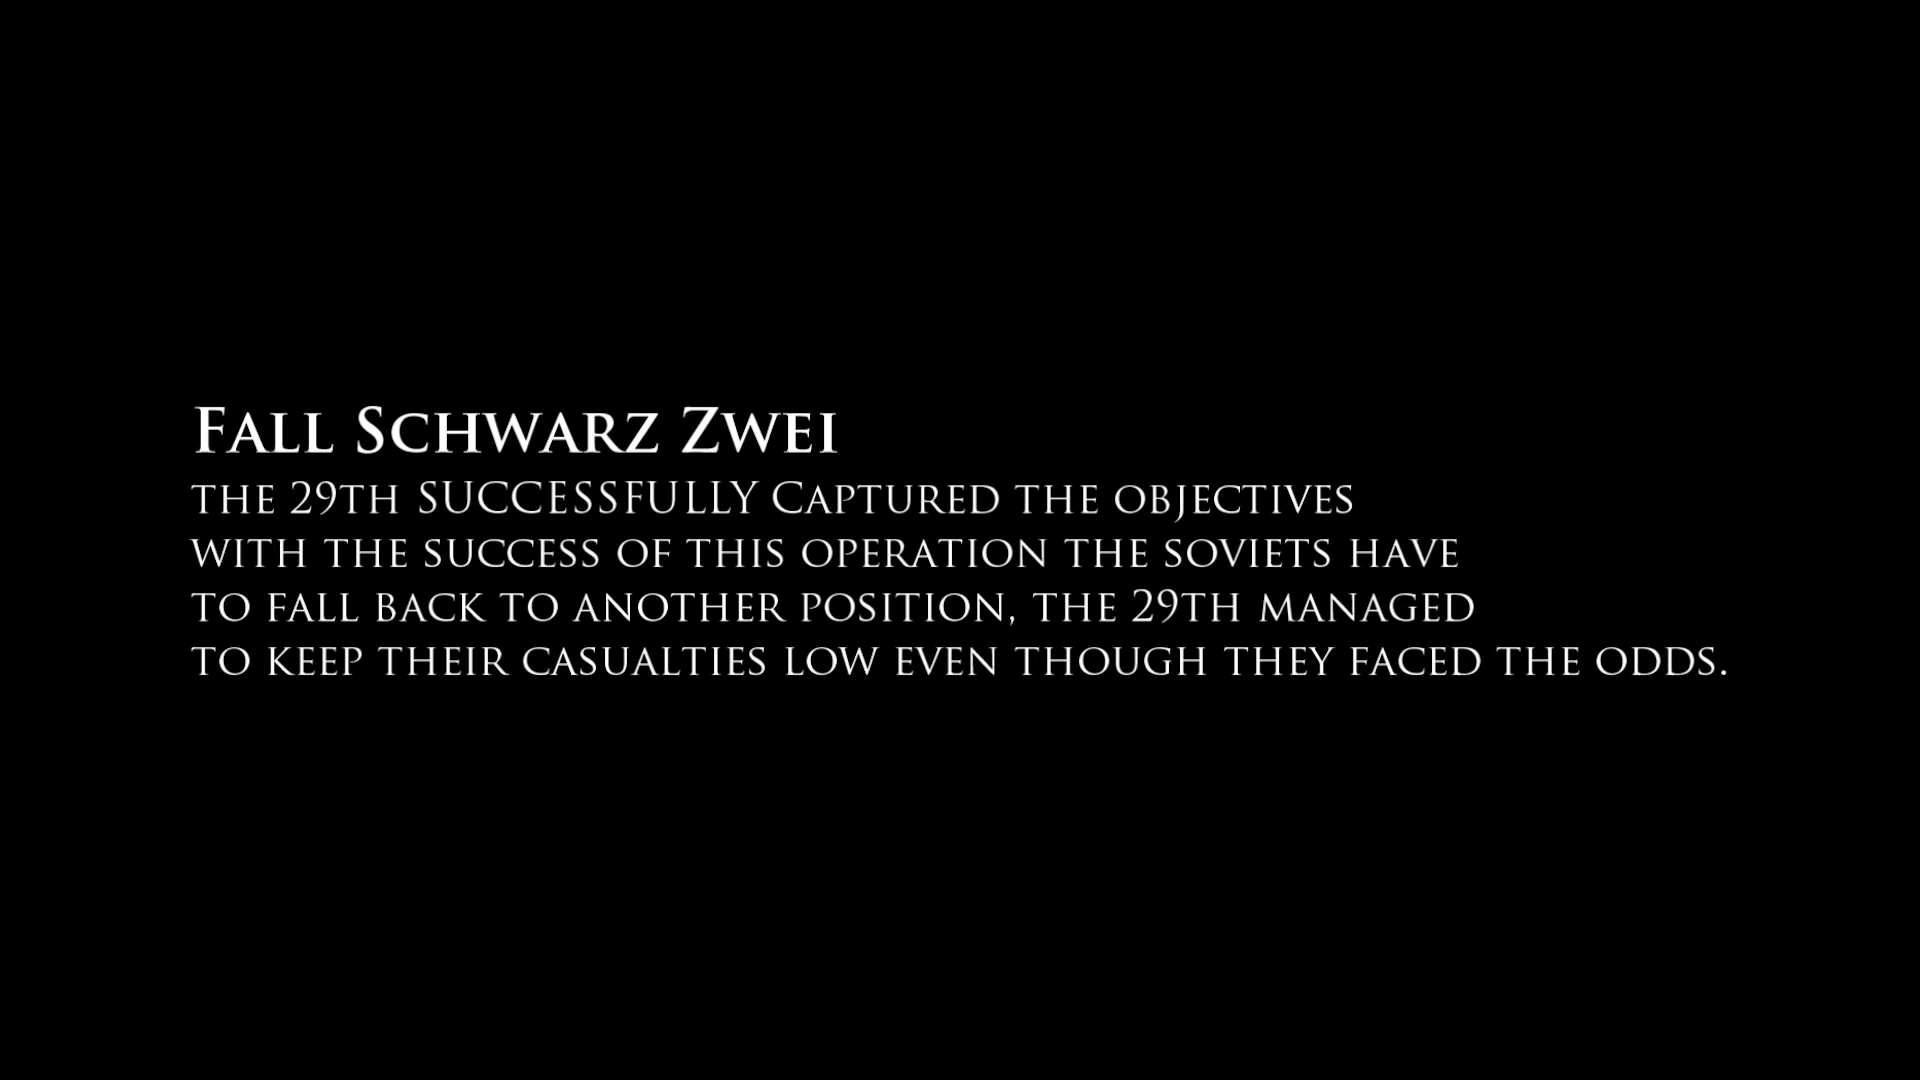 Fall Schwarz Zwei
the 29th SUCCESSFULLY Captured the objectives
with the success of this operation the soviets have
to fall back to another position, the 29th managed
to keep their casualties low even though they faced the odds.